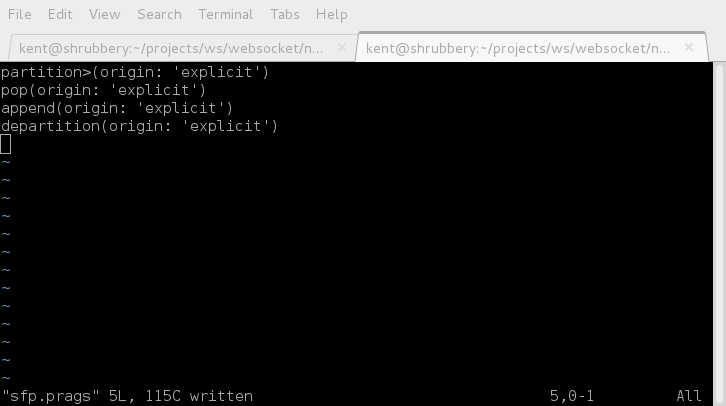 File Edit View Search Terminal Tabs Help
kent@shrubbery:~/projects/ws/websocket/n... × kent@shrubbery:~/projects/ws/websocket/n... ×
partition>(origin: 'explicit')
pop(origin: 'explicit')
append(origin: 'explicit')
departition(origin: 'explicit')
~
~
~
~
~
~
~
~
~
~
~
~
~
"sfp.prags" 5L, 115C written 5,0-1 All